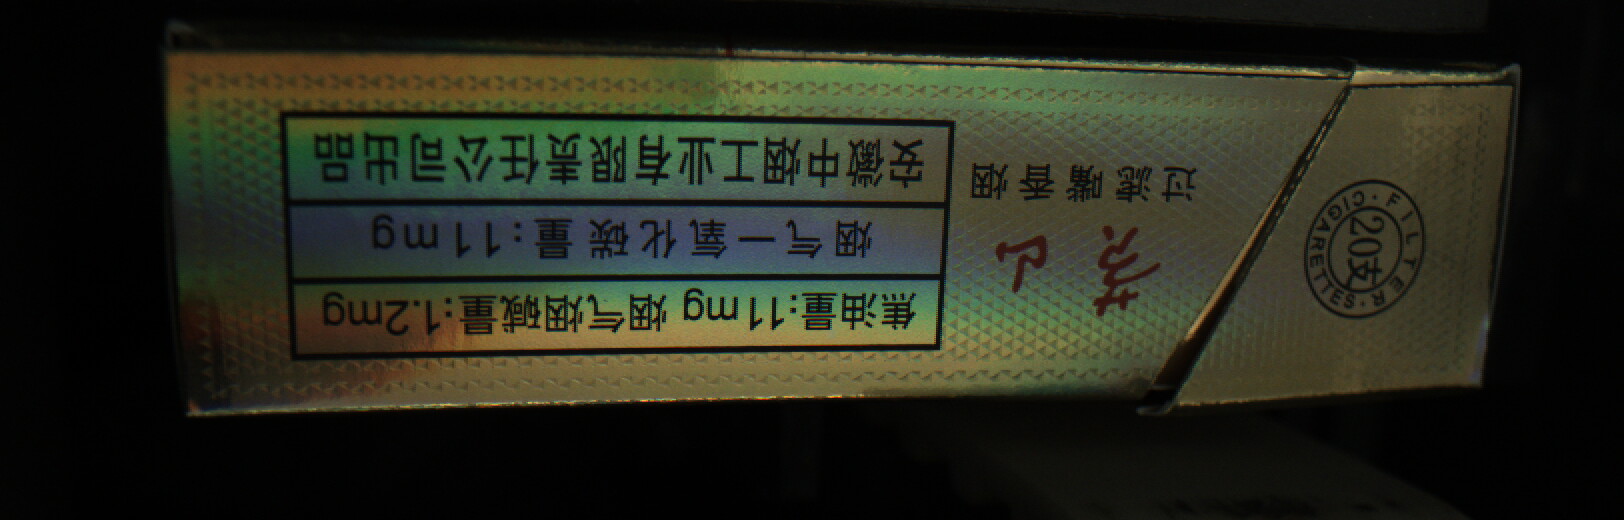 焦油量:11mg 烟气烟碱量:1.2mg
烟气一氧化碳量:11mg
安徽中烟工业有限责任公司出品
黄山
过滤嘴香烟
FILTER·CIGARETTES·
20支